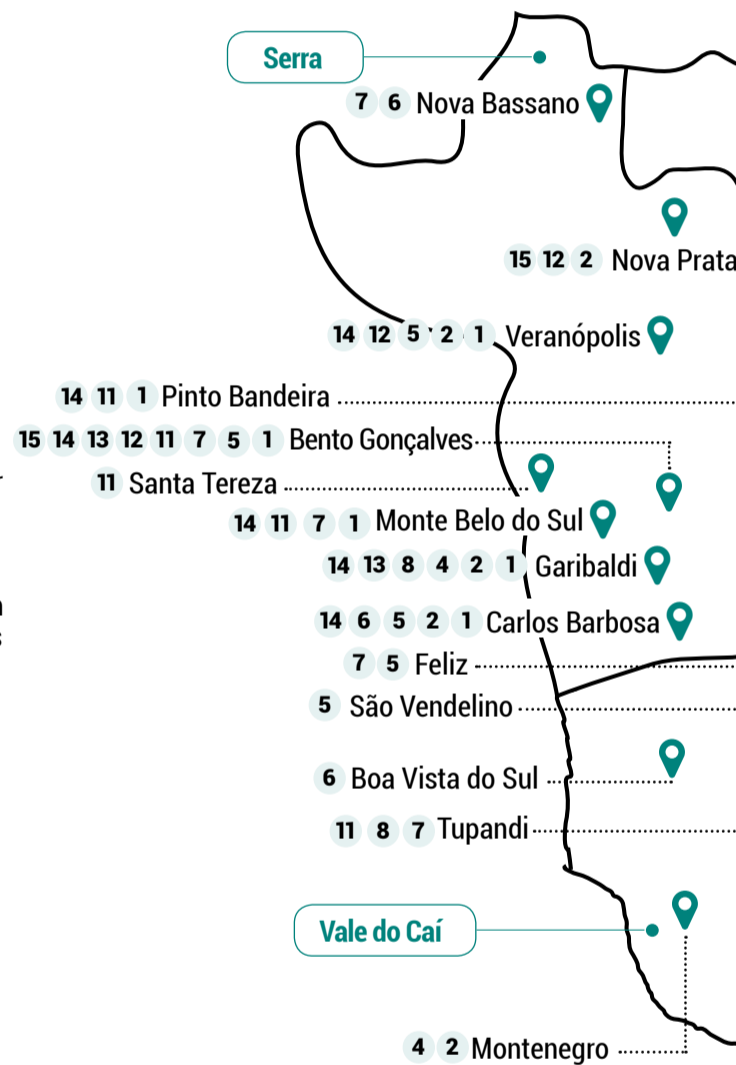 Serra
7 6 Nova Bassano
15 12 2 Nova Prata
14 12 5 2 1 Veranópolis
14 11 1 Pinto Bandeira
15 14 13 12 11 7 5 1 Bento Gonçalves
11 Santa Tereza
14 11 7 1 Monte Belo do Sul
14 13 8 4 2 1 Garibaldi
14 6 5 2 1 Carlos Barbosa
7 5 Feliz
5 São Vendelino
6 Boa Vista do Sul
11 8 7 Tupandi
Vale do Caí
4 2 Montenegro